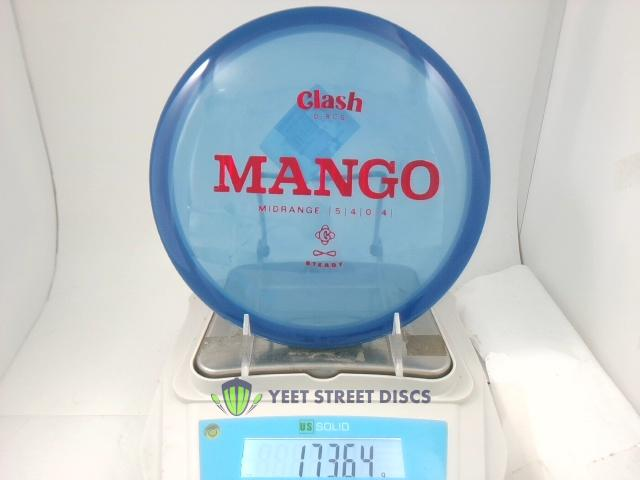 Clash
DISCS
MANGO
MIDRANGE |5|4|0|4|
STEADY
YEET STREET DISCS
US SOLID
173.64 g